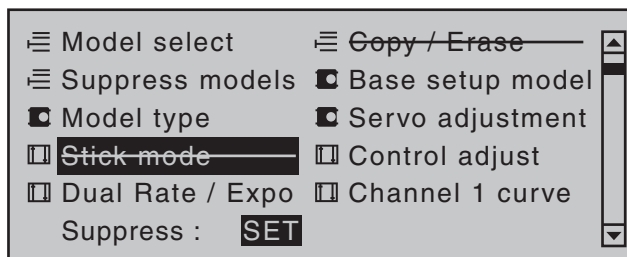 Model select Copy / Erase
Suppress models Base setup model
Model type Servo adjustment
Stick mode Control adjust
Dual Rate / Expo Channel 1 curve
Suppress : SET